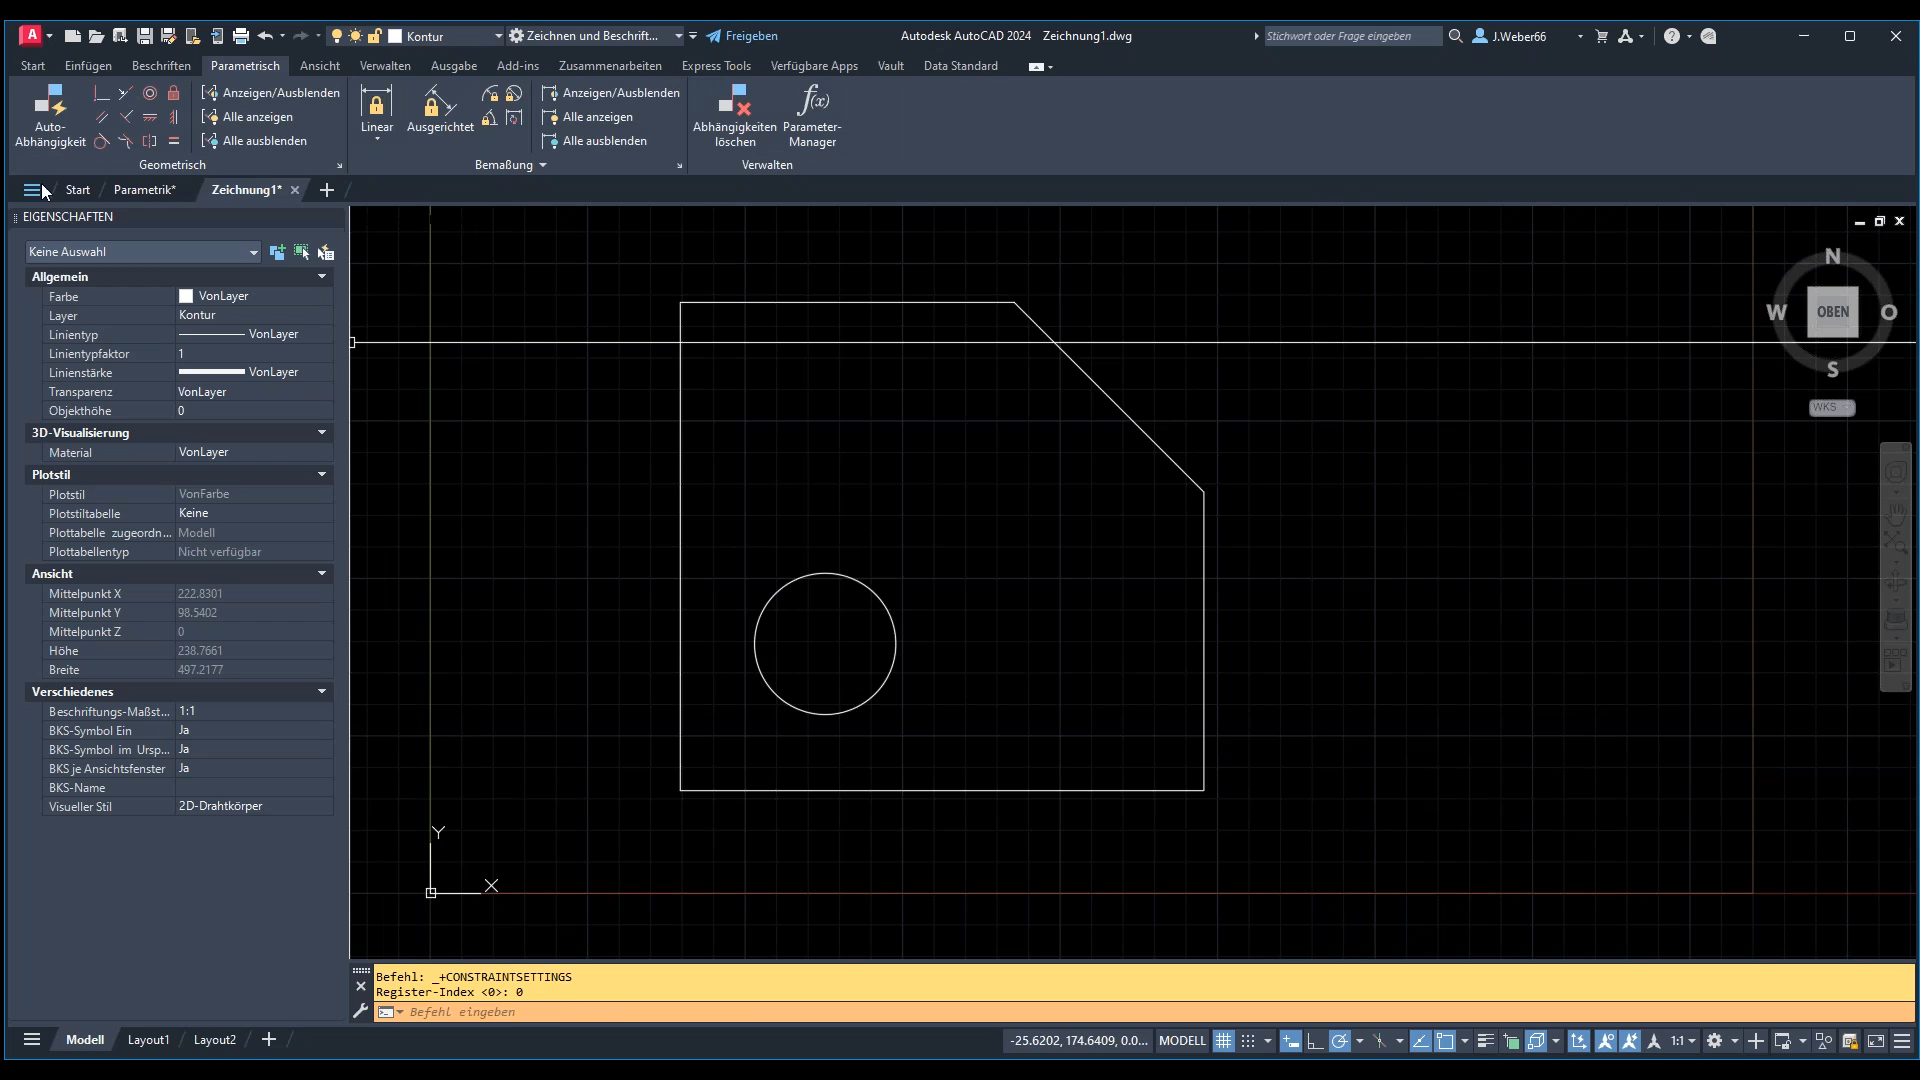 A Kontur Zeichnen und Beschrift... Freigeben Autodesk AutoCAD 2024 Zeichnung1.dwg Stichwort oder Frage eingeben J.Weber66
Start Einfügen Beschriften Parametrisch Ansicht Verwalten Ausgabe Add-ins Zusammenarbeiten Express Tools Verfügbare Apps Vault Data Standard
Auto-
Abhängigkeit
Anzeigen/Ausblenden
Alle anzeigen
Alle ausblenden
Geometrisch
Linear
Ausgerichtet
Anzeigen/Ausblenden
Alle anzeigen
Alle ausblenden
Bemaßung
Abhängigkeiten
löschen
f(x)
Parameter-
Manager
Verwalten
Start Parametrik* Zeichnung1*
EIGENSCHAFTEN
Keine Auswahl
Allgemein
Farbe VonLayer
Layer Kontur
Linientyp VonLayer
Linientypfaktor 1
Linienstärke VonLayer
Transparenz VonLayer
Objekthöhe 0
3D-Visualisierung
Material VonLayer
Plotstil
Plotstil VonFarbe
Plotstiltabelle Keine
Plottabelle zugeordn... Modell
Plottabellentyp Nicht verfügbar
Ansicht
Mittelpunkt X 222.8301
Mittelpunkt Y 98.5402
Mittelpunkt Z 0
Höhe 238.7661
Breite 497.2177
Verschiedenes
Beschriftungs-Maßst... 1:1
BKS-Symbol Ein Ja
BKS-Symbol im Ursp... Ja
BKS je Ansichtsfenster Ja
BKS-Name
Visueller Stil 2D-Drahtkörper
N
W OBEN O
S
WKS
Y
X
Befehl: _+CONSTRAINTSETTINGS
Register-Index <0>: 0
Befehl eingeben
Modell Layout1 Layout2
-25.6202, 174.6409, 0.0... MODELL 1:1